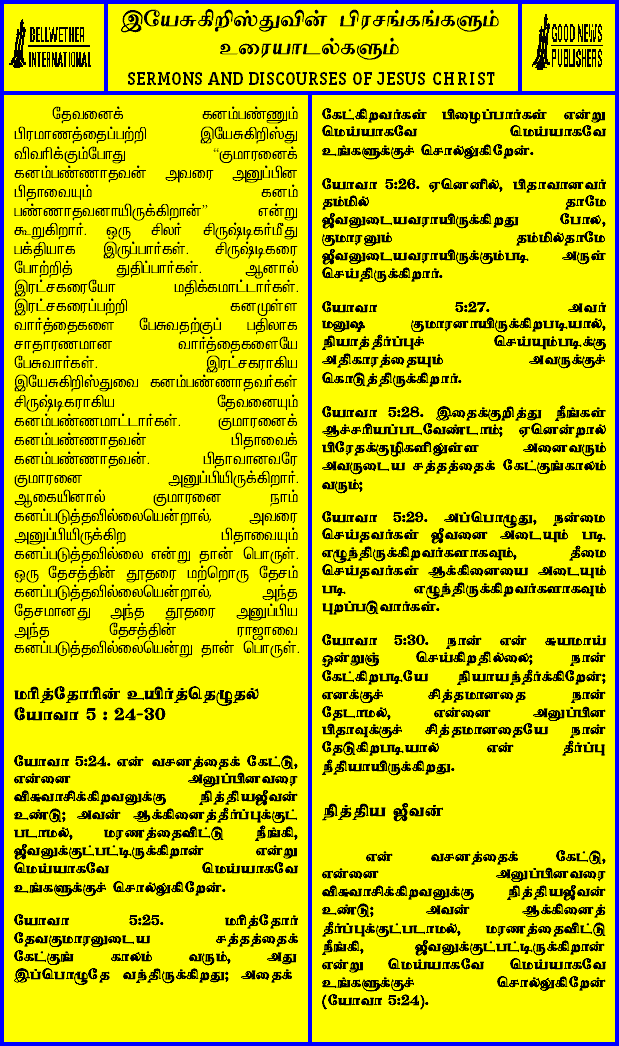 BELLWETHER
INTERNATIONAL
இயேசுகிறிஸ்துவின் பிரசங்கங்களும்
உரையாடல்களும்
SERMONS AND DISCOURSES OF JESUS CHRIST
GOOD NEWS
PUBLISHERS
தேவனைக் கனம்பண்ணும்
பிரமாணத்தைப்பற்றி இயேசுகிறிஸ்து
விவரிக்கும்போது “குமாரனைக்
கனம்பண்ணாதவன் அவரை அனுப்பின
பிதாவையும் கனம்
பண்ணாதவனாயிருக்கிறான்” என்று
கூறுகிறார். ஒரு சிலர் சிருஷ்டிகர்மீது
பக்தியாக இருப்பார்கள். சிருஷ்டிகரை
போற்றித் துதிப்பார்கள். ஆனால்
இரட்சகரையோ மதிக்கமாட்டார்கள்.
இரட்சகரைப்பற்றி கனமுள்ள
வார்த்தைகளை பேசுவதற்குப் பதிலாக
சாதாரணமான வார்த்தைகளையே
பேசுவார்கள். இரட்சகராகிய
இயேசுகிறிஸ்துவை கனம்பண்ணாதவர்கள்
சிருஷ்டிகராகிய தேவனையும்
கனம்பண்ணமாட்டார்கள். குமாரனைக்
கனம்பண்ணாதவன் பிதாவைக்
கனம்பண்ணாதவன். பிதாவானவரே
குமாரனை அனுப்பியிருக்கிறார்.
ஆகையினால் குமாரனை நாம்
கனப்படுத்தவில்லையென்றால், அவரை
அனுப்பியிருக்கிற பிதாவையும்
கனப்படுத்தவில்லை என்று தான் பொருள்.
ஒரு தேசத்தின் தூதரை மற்றொரு தேசம்
கனப்படுத்தவில்லையென்றால், அந்த
தேசமானது அந்த தூதரை அனுப்பிய
அந்த தேசத்தின் ராஜாவை
கனப்படுத்தவில்லையென்று தான் பொருள்.
மரித்தோரின் உயிர்த்தெழுதல்
யோவா 5 : 24-30
யோவா 5:24. என் வசனத்தைக் கேட்டு,
என்னை அனுப்பினவரை
விசுவாசிக்கிறவனுக்கு நித்தியஜீவன்
உண்டு; அவன் ஆக்கினைத்தீர்ப்புக்குட்
படாமல், மரணத்தைவிட்டு நீங்கி,
ஜீவனுக்குட்பட்டிருக்கிறான் என்று
மெய்யாகவே மெய்யாகவே
உங்களுக்குச் சொல்லுகிறேன்.
யோவா 5:25. மரித்தோர்
தேவகுமாரனுடைய சத்தத்தைக்
கேட்குங் காலம் வரும், அது
இப்பொழுதே வந்திருக்கிறது; அதைக்
கேட்கிறவர்கள் பிழைப்பார்கள் என்று
மெய்யாகவே மெய்யாகவே
உங்களுக்குச் சொல்லுகிறேன்.
யோவா 5:26. ஏனெனில், பிதாவானவர்
தம்மில் தாமே
ஜீவனுடையவராயிருக்கிறது போல,
குமாரனும் தம்மில்தாமே
ஜீவனுடையவராயிருக்கும்படி அருள்
செய்திருக்கிறார்.
யோவா 5:27. அவர்
மனுஷ குமாரனாயிருக்கிறபடியால்,
நியாத்தீர்ப்புச் செய்யும்படிக்கு
அதிகாரத்தையும் அவருக்குக்
கொடுத்திருக்கிறார்.
யோவா 5:28. இதைக்குறித்து நீங்கள்
ஆச்சரியப்படவேண்டாம்; ஏனென்றால்
பிரேதக்குழிகளிலுள்ள அனைவரும்
அவருடைய சத்தத்தைக் கேட்குங்காலம்
வரும்;
யோவா 5:29. அப்பொழுது, நன்மை
செய்தவர்கள் ஜீவனை அடையும் படி
எழுந்திருக்கிறவர்களாகவும், தீமை
செய்தவர்கள் ஆக்கினையை அடையும்
படி எழுந்திருக்கிறவர்களாகவும்
புறப்படுவார்கள்.
யோவா 5:30. நான் என் சுயமாய்
ஒன்றுஞ் செய்கிறதில்லை; நான்
கேட்கிறபடியே நியாயந்தீர்க்கிறேன்;
எனக்குச் சித்தமானதை நான்
தேடாமல், என்னை அனுப்பின
பிதாவுக்குச் சித்தமானதையே நான்
தேடுகிறபடியால் என் தீர்ப்பு
நீதியாயிருக்கிறது.
நித்திய ஜீவன்
என் வசனத்தைக் கேட்டு,
என்னை அனுப்பினவரை
விசுவாசிக்கிறவனுக்கு நித்தியஜீவன்
உண்டு; அவன் ஆக்கினைத்
தீர்ப்புக்குட்படாமல், மரணத்தைவிட்டு
நீங்கி, ஜீவனுக்குட்பட்டிருக்கிறான்
என்று மெய்யாகவே மெய்யாகவே
உங்களுக்குச் சொல்லுகிறேன்
(யோவா 5:24).